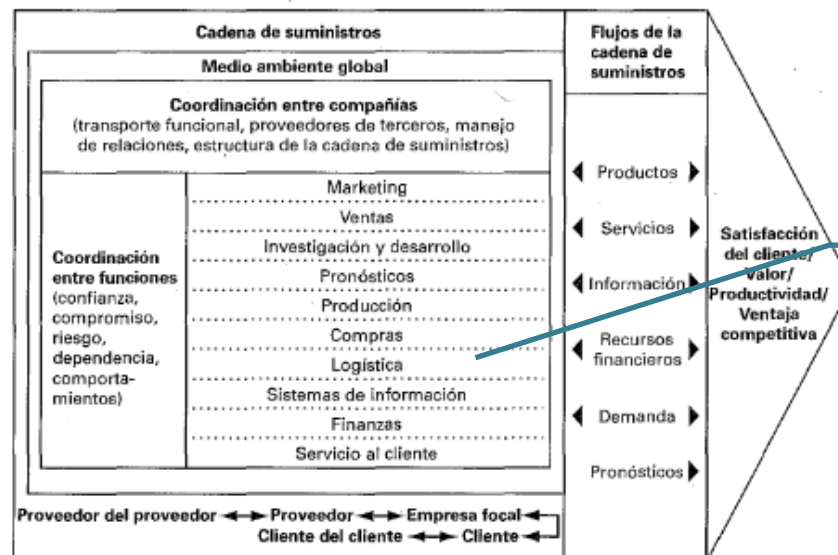 Cadena de suministros
Medio ambiente global
Coordinación entre compañías
(transporte funcional, proveedores de terceros, manejo
de relaciones, estructura de la cadena de suministros)
Coordinación
entre funciones
(confianza,
compromiso,
riesgo,
dependencia,
comporta-
mientos)
Marketing
Ventas
Investigación y desarrollo
Pronósticos
Producción
Compras
Logística
Sistemas de información
Finanzas
Servicio al cliente
Proveedor del proveedor Proveedor Empresa focal
Cliente del cliente Cliente
Flujos de la
cadena de
suministros
Productos
Servicios
Información
Recursos
financieros
Demanda
Pronósticos
Satisfacción
del cliente/
Valor/
Productividad/
Ventaja
competitiva